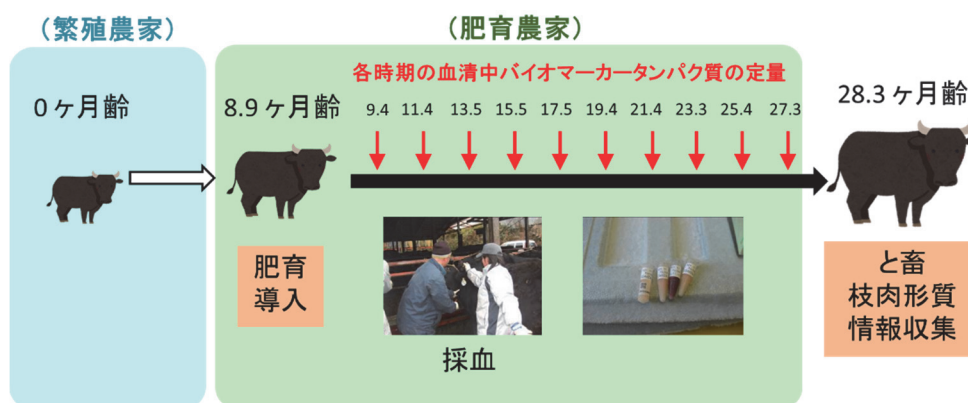 （繁殖農家）
（肥育農家）
各時期の血清中バイオマーカータンパク質の定量
0ヶ月齢
8.9ヶ月齢
9.4 11.4 13.5 15.5 17.5 19.4 21.4 23.3 25.4 27.3
28.3ヶ月齢
肥育
導入
採血
と畜
枝肉形質
情報収集